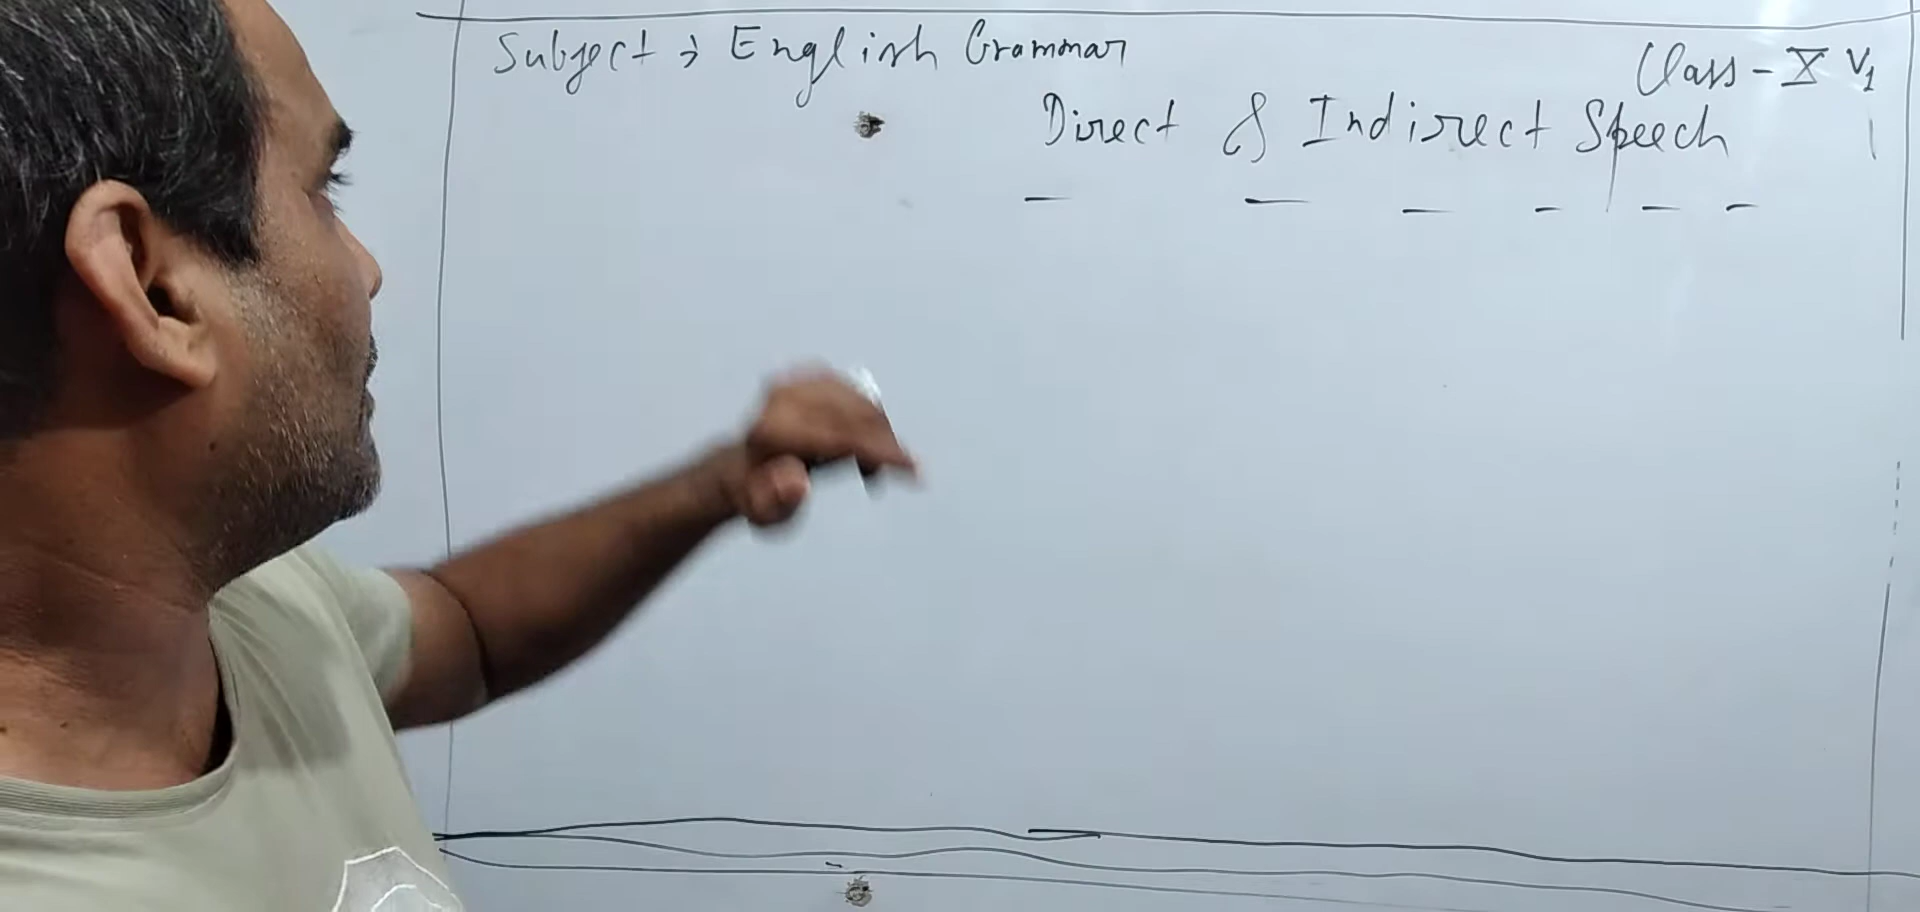 Subject → English Grammar
Class - X V1
Direct & Indirect Speech